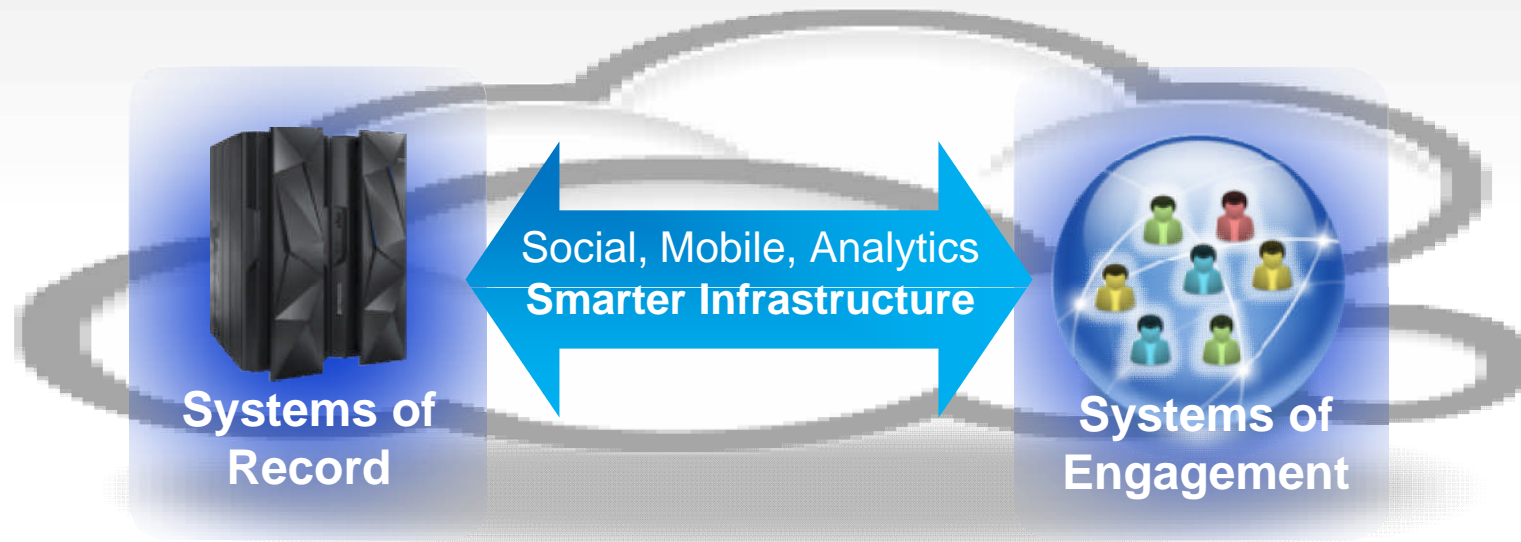 Social, Mobile, Analytics
Smarter Infrastructure
Systems of
Record
Systems of
Engagement